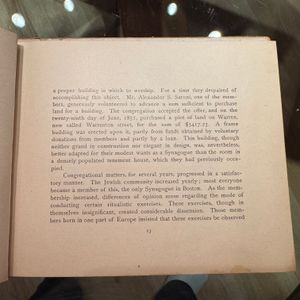 a proper building in which to worship. For a time they despaired of
accomplishing this object. Mr. Alexander S. Saroni, one of the mem-
bers, generously volunteered to advance a sum sufficient to purchase
land for a building. The congregation accepted the offer, and on the
twenty-ninth day of June, 1851, purchased a plot of land on Warren,
now called Warrenton street, for the sum of $3417.23. A frame
building was erected upon it, partly from funds obtained by voluntary
donations from members and partly by a loan. This building, though
neither grand in construction nor elegant in design, was, nevertheless,
better adapted for their modest wants as a Synagogue than the room in
a densely populated tenement house, which they had previously occu-
pied.
Congregational matters, for several years, progressed in a satisfac-
tory manner. The Jewish community increased yearly; most everyone
became a member of this, the only Synagogue in Boston. As the mem-
bership increased, differences of opinion arose regarding the mode of
conducting certain ritualistic exercises. These exercises, though in
themselves insignificant, created considerable dissension. Those mem-
bers born in one part of Europe insisted these exercises be observed